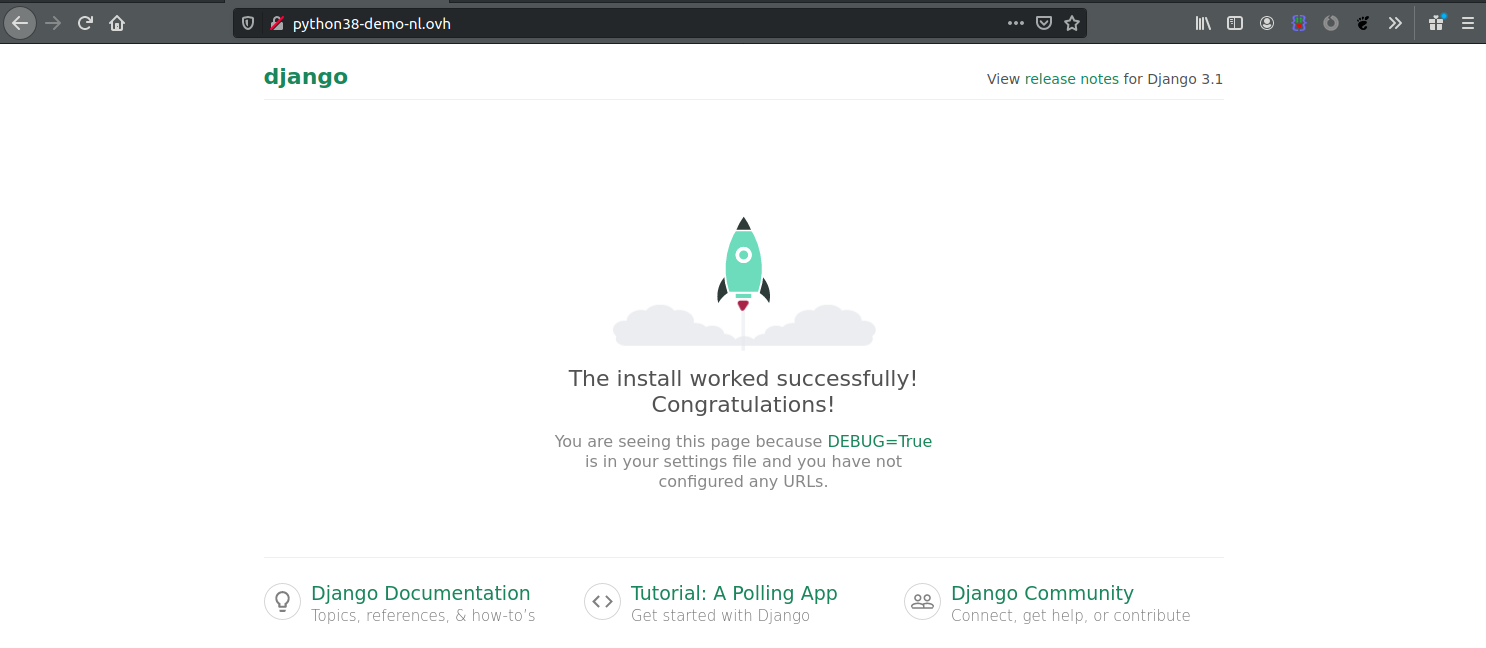 python38-demo-nl.ovh
django
View release notes for Django 3.1
The install worked successfully!
Congratulations!
You are seeing this page because DEBUG=True
is in your settings file and you have not
configured any URLs.
Django Documentation
Topics, references, & how-to’s
Tutorial: A Polling App
Get started with Django
Django Community
Connect, get help, or contribute